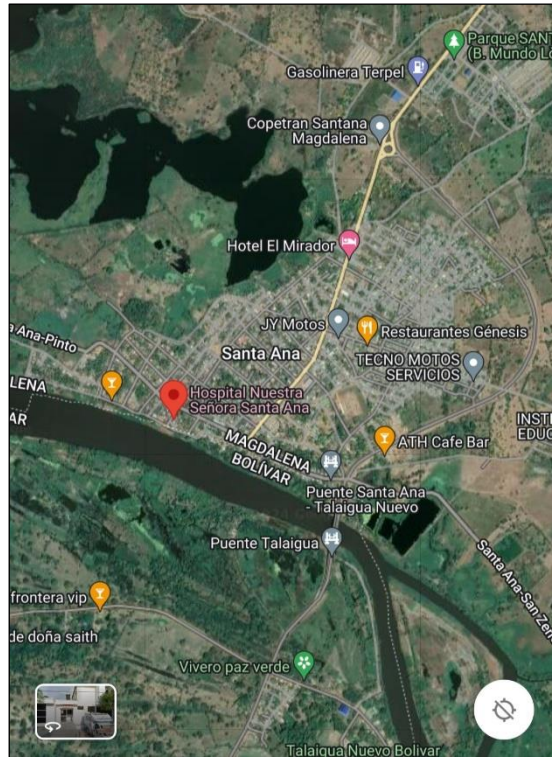 Parque SANT
(B. Mundo Lo
Gasolinera Terpel
Copetran Santana
Magdalena
Hotel El Mirador
JY Motos
Restaurantes Génesis
a Ana-Pinto
Santa Ana
TECNO MOTOS
SERVICIOS
Hospital Nuestra
Señora Santa Ana
ALENA
AR
MAGDALENA
BOLÍVAR
INSTI
EDUC
ATH Cafe Bar
Puente Santa Ana
- Talaigua Nuevo
Puente Talaigua
Santa Ana-San Zen
frontera vip
de doña saith
Vivero paz verde
Talaigua Nuevo Bolivar